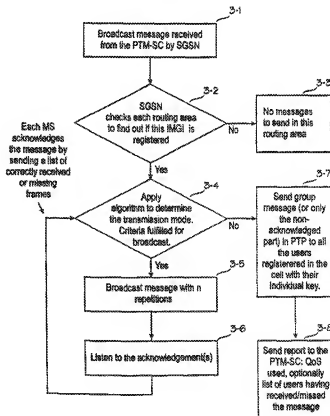 3-1
Broadcast message received
from the PTM-SC by SGSN
3-2
SGSN
checks each routing area
to find out if this IMGI is
registered
No
3-3
No messages
to send in this
routing area
Each MS
acknowledges
the message by
sending a list of
correctly received
or missing
frames
Yes
3-4
Apply
algorithm to determine
the transmission mode.
Criteria fulfilled for
broadcast.
No
3-7
Send group
message (or only the
non-
acknowledged
part) in PTP to all
the users
registerered in the
cell with their
individual key.
Yes
3-5
Broadcast message with n
repetitions
3-6
Listen to the acknowledgement(s)
3-8
Send report to
the PTM-SC: QoS
used, optionally
list of users having
received/missed
the message